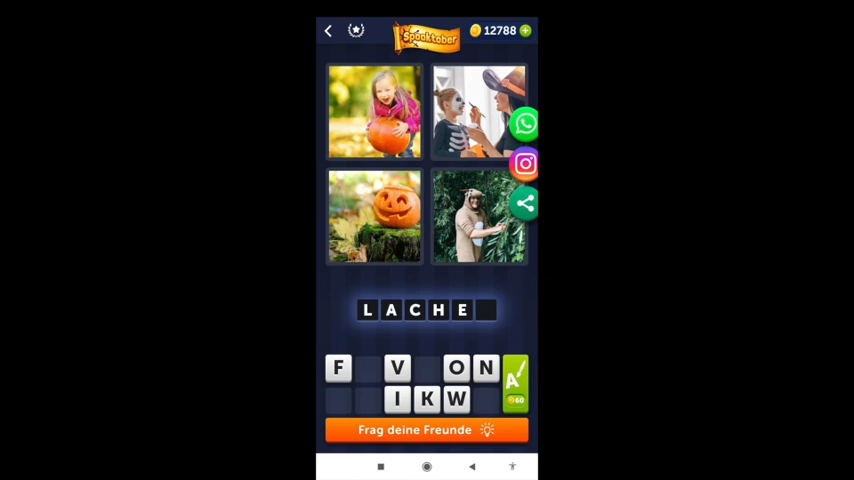 Spooktober
12788
LACHE
F V O N
A
60
I K W
Frag deine Freunde